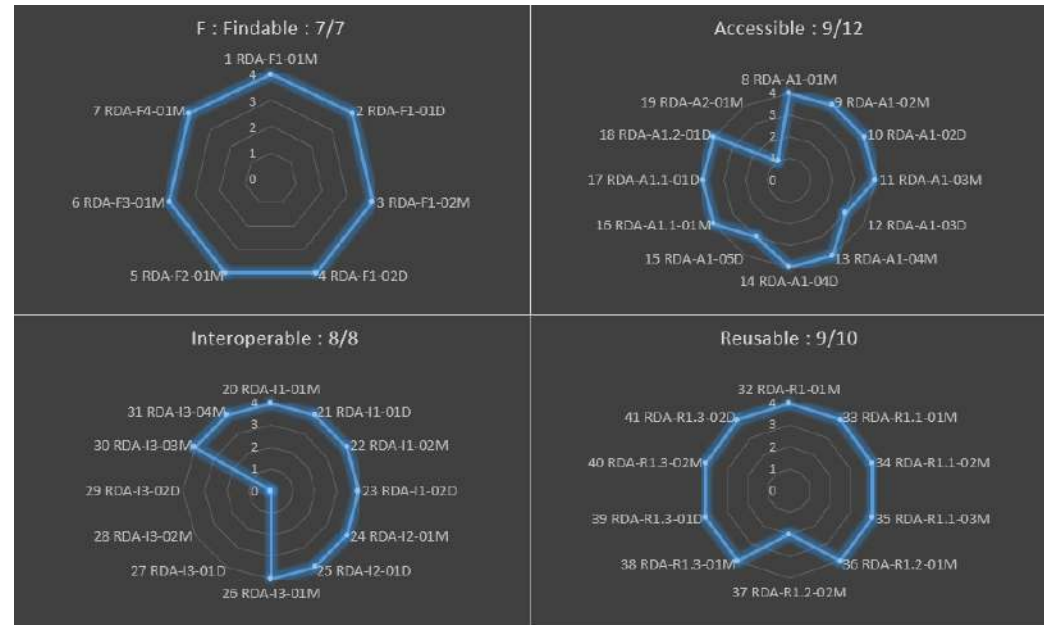 F : Findable : 7/7
1 RDA-F1-01M
2 RDA-F1-01D
3 RDA-F1-02M
4 RDA-F1-02D
5 RDA-F2-01M
6 RDA-F3-01M
7 RDA-F4-01M
4
3
2
1
0
Accessible : 9/12
8 RDA-A1-01M
9 RDA-A1-02M
10 RDA-A1-02D
11 RDA-A1-03M
12 RDA-A1-03D
13 RDA-A1-04M
14 RDA-A1-04D
15 RDA-A1-05D
16 RDA-A1.1-01M
17 RDA-A1.1-01D
18 RDA-A1.2-01D
19 RDA-A2-01M
4
3
2
1
0
Interoperable : 8/8
20 RDA-I1-01M
21 RDA-I1-01D
22 RDA-I1-02M
23 RDA-I1-02D
24 RDA-I2-01M
25 RDA-I2-01D
26 RDA-I3-01M
27 RDA-I3-01D
28 RDA-I3-02M
29 RDA-I3-02D
30 RDA-I3-03M
31 RDA-I3-04M
4
3
2
1
0
Reusable : 9/10
32 RDA-R1-01M
33 RDA-R1.1-01M
34 RDA-R1.1-02M
35 RDA-R1.1-03M
36 RDA-R1.2-01M
37 RDA-R1.2-02M
38 RDA-R1.3-01M
39 RDA-R1.3-01D
40 RDA-R1.3-02M
41 RDA-R1.3-02D
4
3
2
1
0